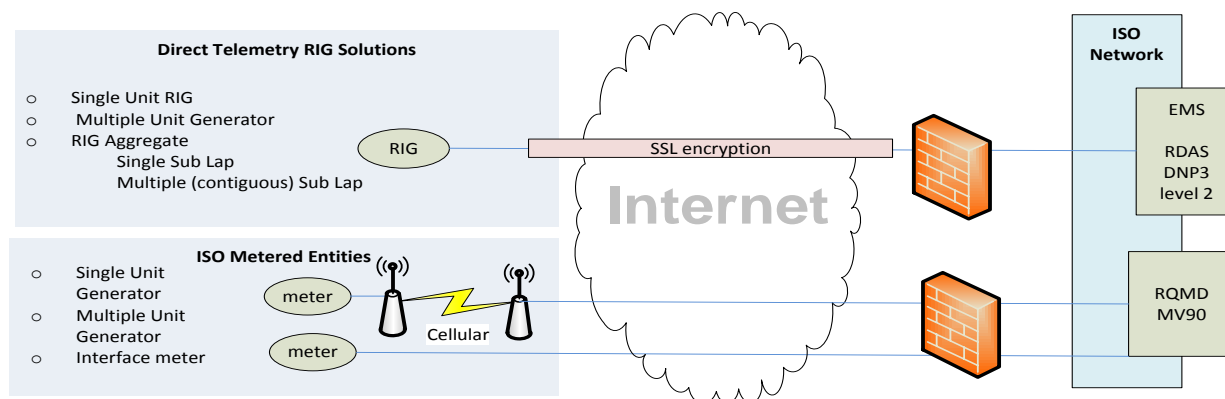 Direct Telemetry RIG Solutions
o Single Unit RIG
o Multiple Unit Generator
o RIG Aggregate
Single Sub Lap
Multiple (contiguous) Sub Lap
RIG
SSL encryption
Internet
ISO
Network
EMS
RDAS
DNP3
level 2
ISO Metered Entities
o Single Unit
Generator
o Multiple Unit
Generator
o Interface meter
meter
meter
Cellular
RQMD
MV90